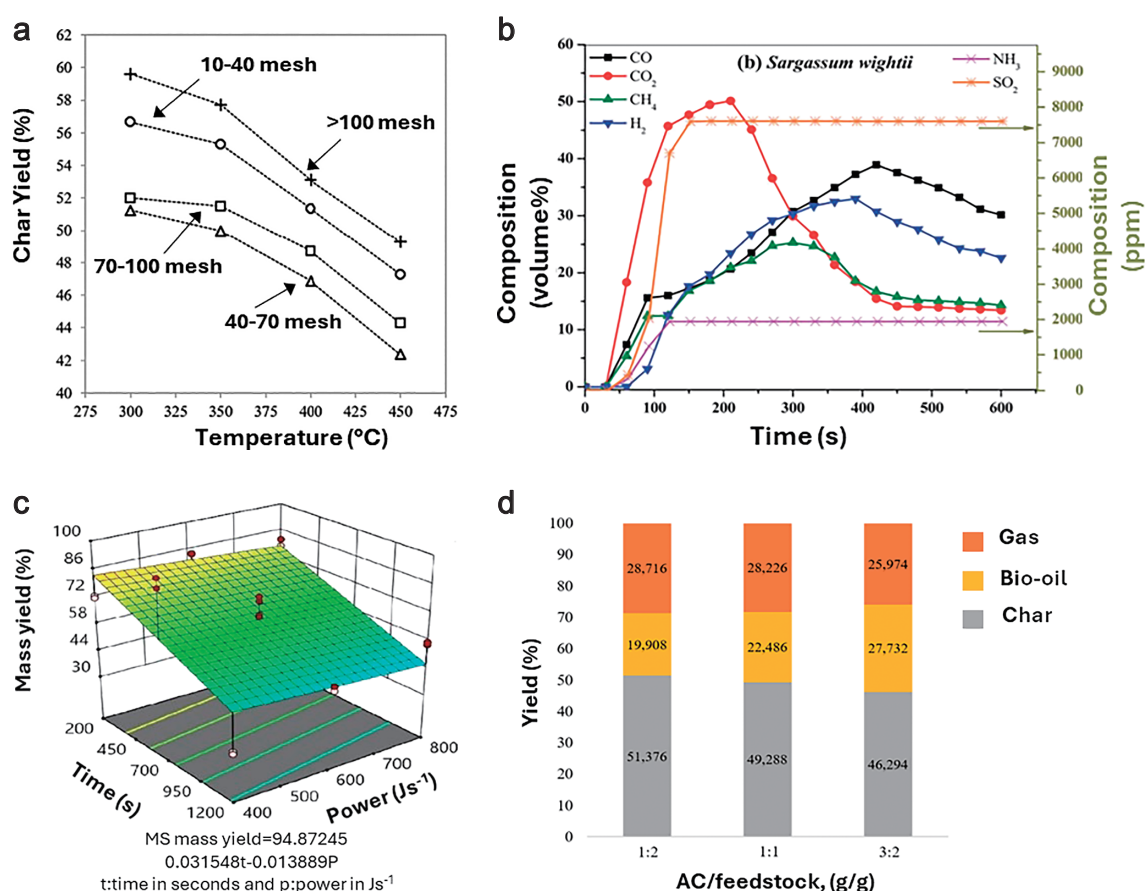 a
62
60
58
56
54
52
50
48
46
44
42
40
Char Yield (%)
10-40 mesh
>100 mesh
70-100 mesh
40-70 mesh
275 300 325 350 375 400 425 450 475
Temperature (°C)
b
60
50
40
30
20
10
0
Composition
(volume%)
CO
CO2
CH4
H2
(b) Sargassum wightii
NH3
SO2
9000
8000
7000
6000
5000
4000
3000
2000
1000
0
Composition
(ppm)
0 100 200 300 400 500 600
Time (s)
c
100
86
72
58
44
30
Mass yield (%)
200
450
700
950
1200
Time (s)
400
500
600
700
800
Power (Js-1)
MS mass yield=94.87245
0.031548t-0.013889P
t:time in seconds and p:power in Js-1
d
100
90
80
70
60
50
40
30
20
10
0
Yield (%)
28,716 28,226 25,974
19,908 22,486 27,732
51,376 49,288 46,294
1:2 1:1 3:2
AC/feedstock, (g/g)
Gas
Bio-oil
Char